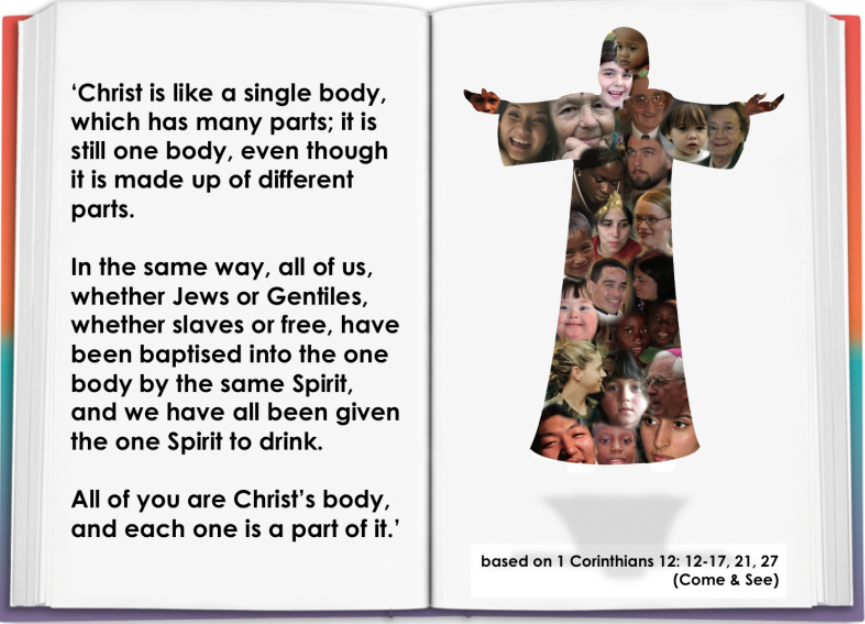 ‘Christ is like a single body,
which has many parts; it is
still one body, even though
it is made up of different
parts.
In the same way, all of us,
whether Jews or Gentiles,
whether slaves or free, have
been baptised into the one
body by the same Spirit,
and we have all been given
the one Spirit to drink.
All of you are Christ’s body,
and each one is a part of it.’
based on 1 Corinthians 12: 12-17, 21, 27
(Come & See)